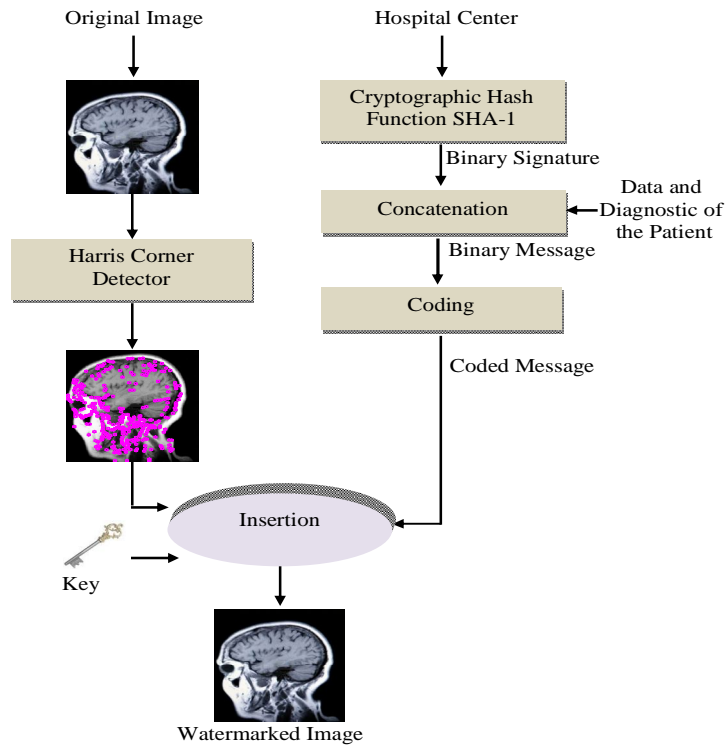 Original Image
Hospital Center
Cryptographic Hash
Function SHA-1
Binary Signature
Concatenation
Data and
Diagnostic of
the Patient
Binary Message
Harris Corner
Detector
Coding
Coded Message
Insertion
Key
Watermarked Image